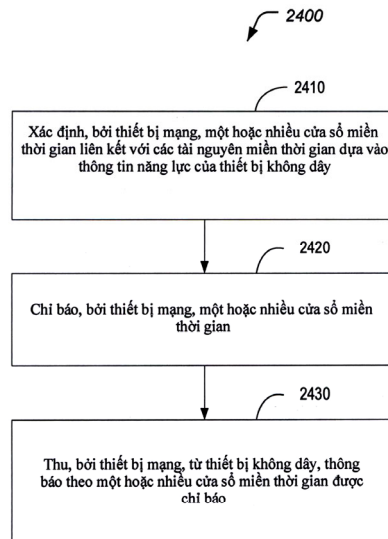 2400
2410
Xác định, bởi thiết bị mạng, một hoặc nhiều cửa sổ miền
thời gian liên kết với các tài nguyên miền thời gian dựa vào
thông tin năng lực của thiết bị không dây
2420
Chỉ báo, bởi thiết bị mạng, một hoặc nhiều cửa sổ miền
thời gian
2430
Thu, bởi thiết bị mạng, từ thiết bị không dây, thông
báo theo một hoặc nhiều cửa sổ miền thời gian được
chỉ báo